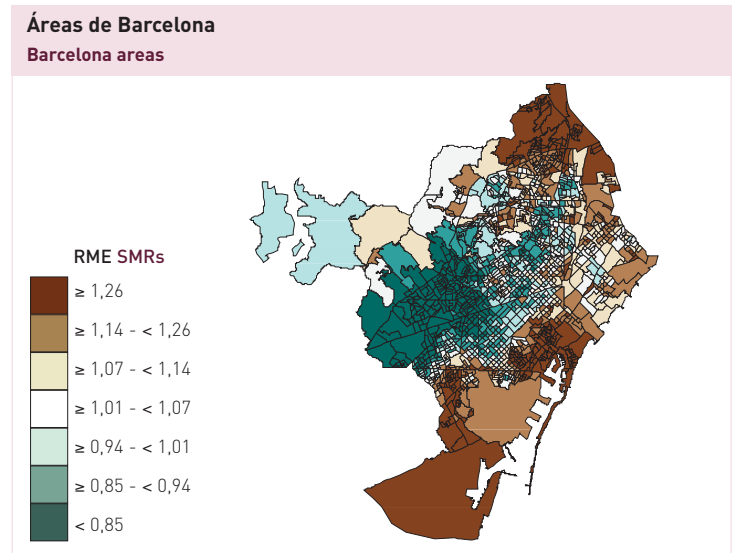 Áreas de Barcelona
Barcelona areas
RME SMRs
≥ 1,26
≥ 1,14 - < 1,26
≥ 1,07 - < 1,14
≥ 1,01 - < 1,07
≥ 0,94 - < 1,01
≥ 0,85 - < 0,94
< 0,85